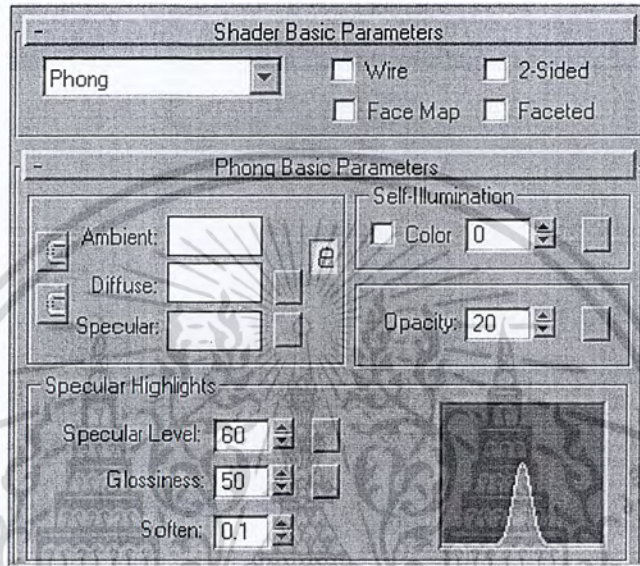 - Shader Basic Parameters
Phong Wire 2-Sided
Face Map Faceted
- Phong Basic Parameters
Self-Illumination
Ambient: Color 0
Diffuse:
Specular: Opacity: 20
Specular Highlights
Specular Level: 60
Glossiness: 50
Soften: 0.1